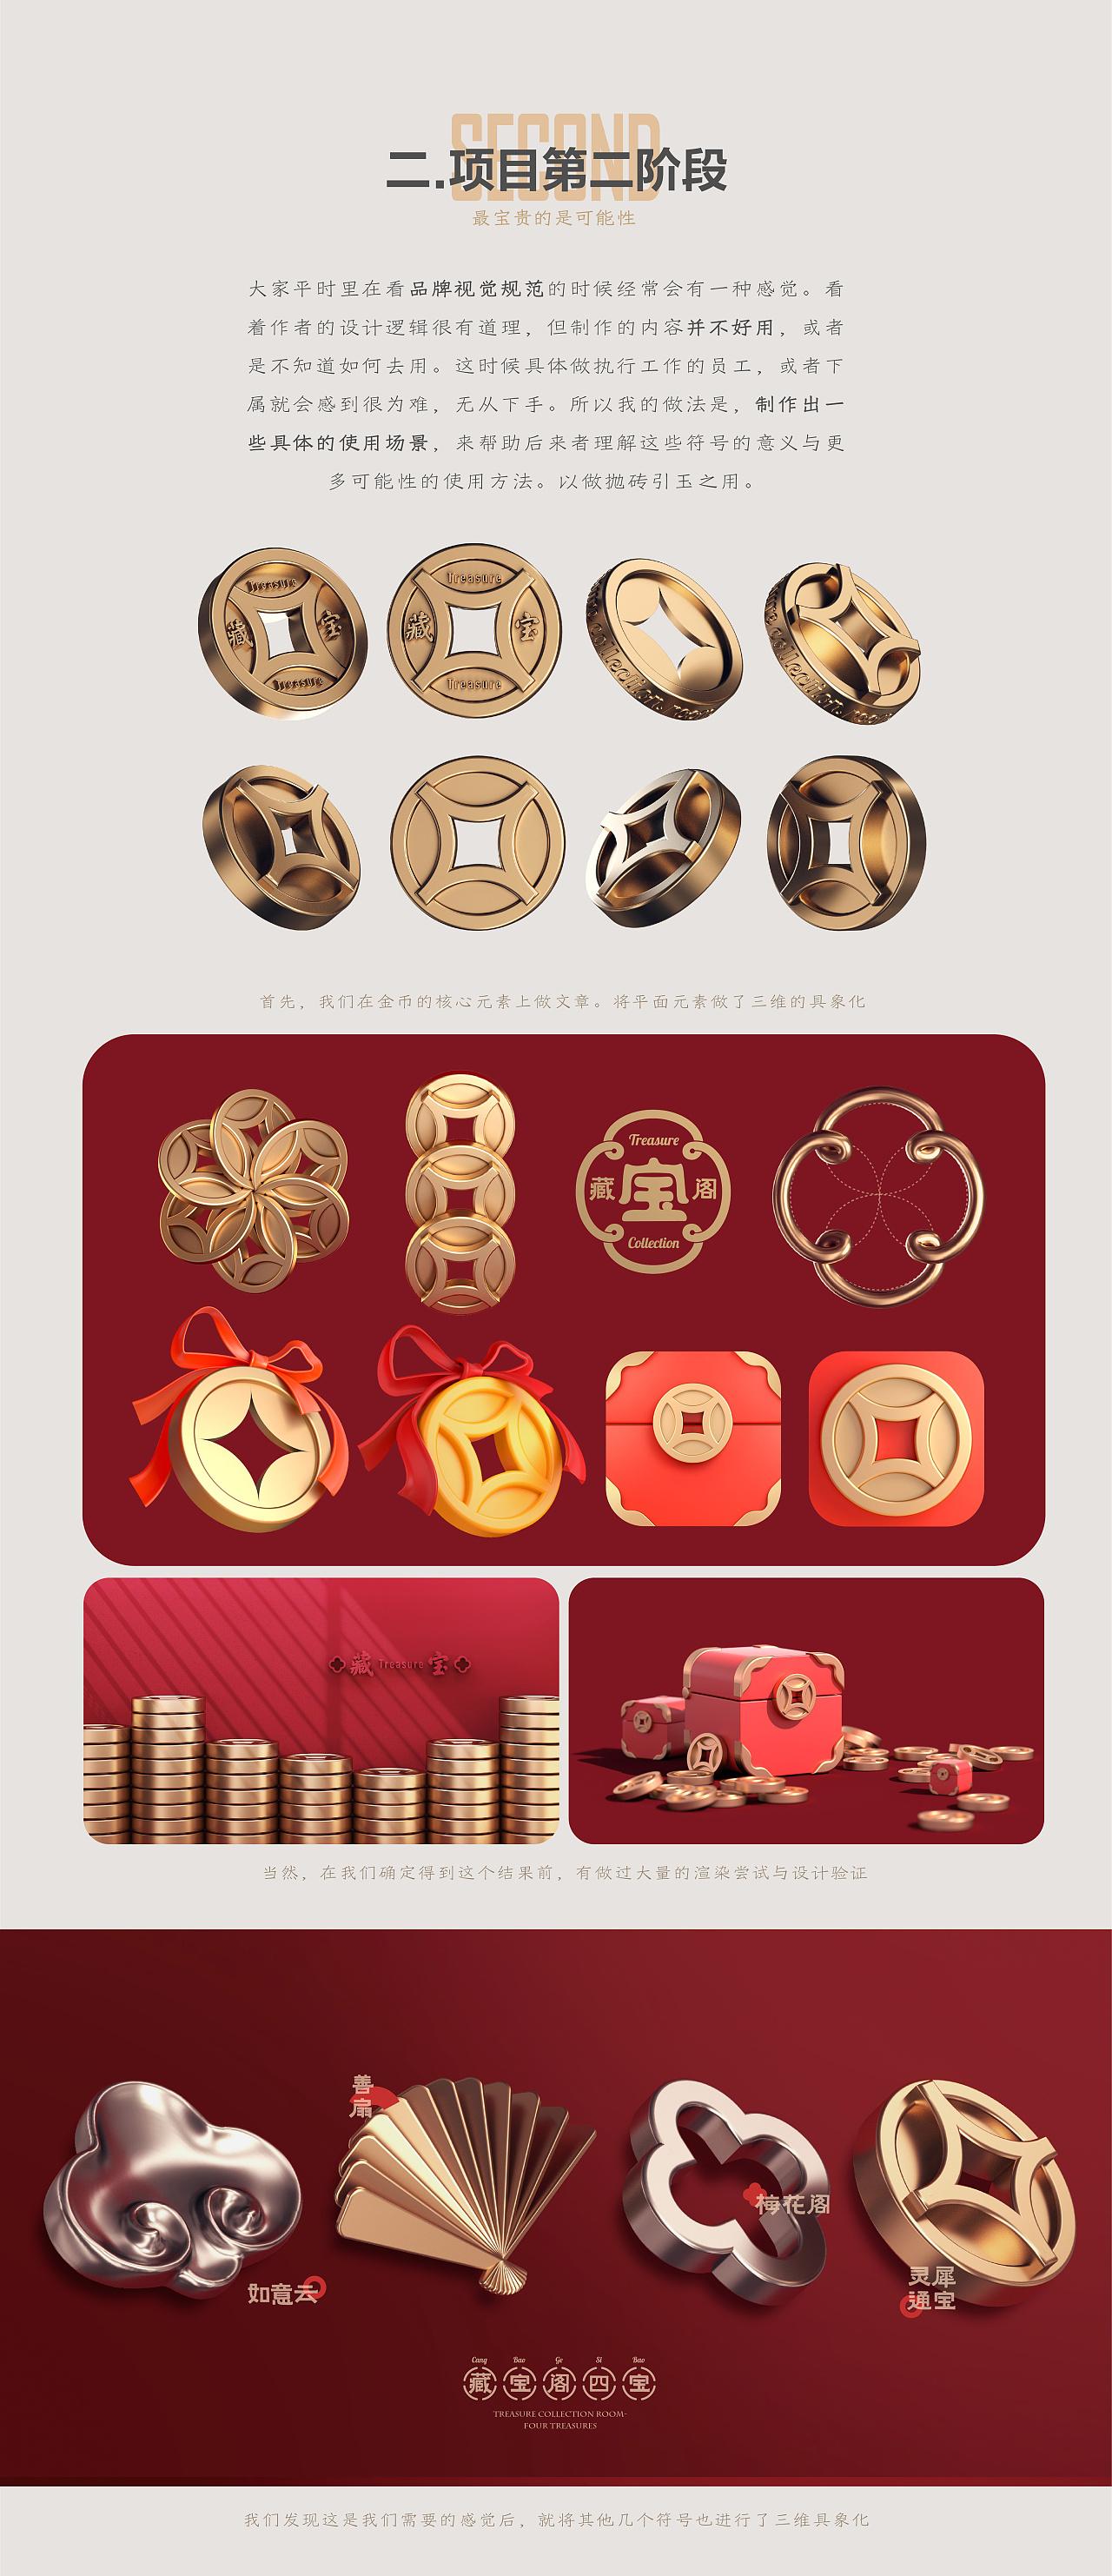 SECOND
二.项目第二阶段
最宝贵的是可能性
大家平时里在看品牌视觉规范的时候经常会有一种感觉。看
着作者的设计逻辑很有道理，但制作的内容并不好用，或者
是不知道如何去用。这时候具体做执行工作的员工，或者下
属就会感到很为难，无从下手。所以我的做法是，制作出一
些具体的使用场景，来帮助后来者理解这些符号的意义与更
多可能性的使用方法。以做抛砖引玉之用。
Treasure
藏 宝
Treasure
Treasure
藏 宝
Treasure
collection room
collection room
首先，我们在金币的核心元素上做文章。将平面元素做了三维的具象化
Treasure
藏宝阁
Collection
藏 Treasure 宝
当然，在我们确定得到这个结果前，有做过大量的渲染尝试与设计验证
善
扇
梅花阁
如意云
灵犀
通宝
Cang Bao Ge Si Bao
藏宝阁四宝
TREASURE COLLECTION ROOM-
FOUR TREASURES
我们发现这是我们需要的感觉后，就将其他几个符号也进行了三维具象化